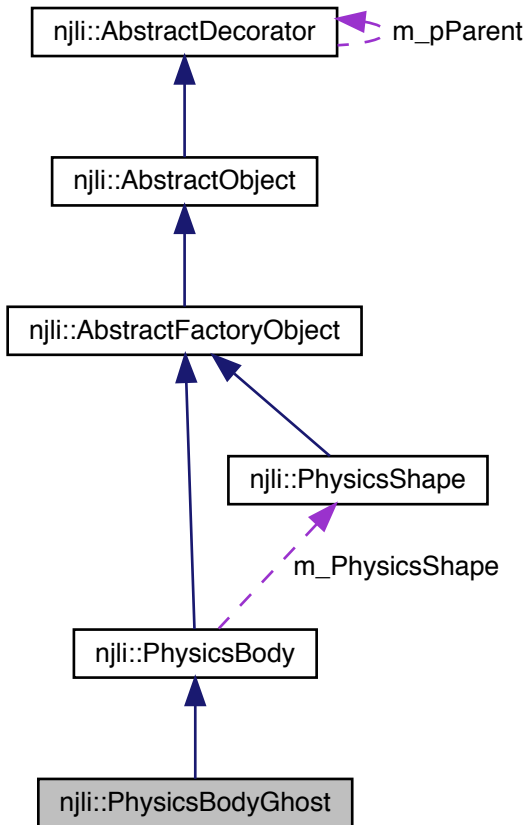 njli::AbstractDecorator
m_pParent
njli::AbstractObject
njli::AbstractFactoryObject
njli::PhysicsShape
m_PhysicsShape
njli::PhysicsBody
njli::PhysicsBodyGhost